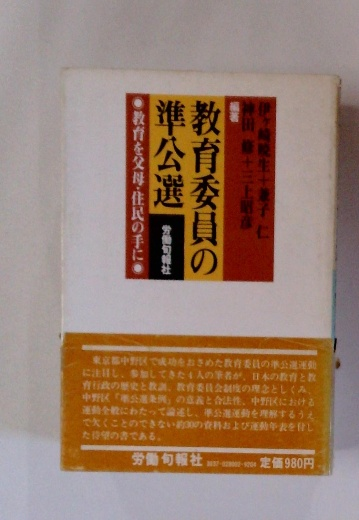 伊ヶ崎暁生＋兼子 仁
神田 修＋三上昭彦
編著
教育委員の
準公選
労働旬報社
●教育を父母・住民の手に●
東京都中野区で成功をおさめた教育委員の準公選運動
に注目し、参加してきた4人の筆者が、日本の教育と教
育行政の歴史と教訓、教育委員会制度の理念としくみ、
中野区「準公選条例」の意義と合法性、中野区における
運動全般にわたって論述し、準公選運動を理解するうえ
で欠くことのできない約30の資料および運動年表を付し
た待望の書である。
労働旬報社
定価980円